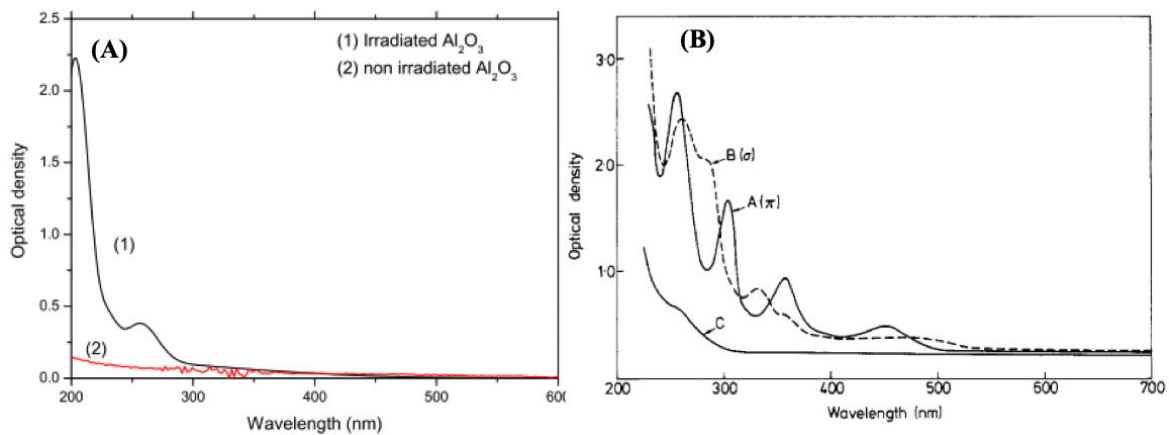 (A)
(1) Irradiated Al₂O₃
(2) non irradiated Al₂O₃
2.5
2.0
1.5
1.0
0.5
0.0
Optical density
(1)
(2)
200
300
400
500
Wavelength (nm)
(B)
3·0
2·0
1·0
Optical density
B(σ)
A(π)
C
200
300
400
500
600
700
Wavelength (nm)